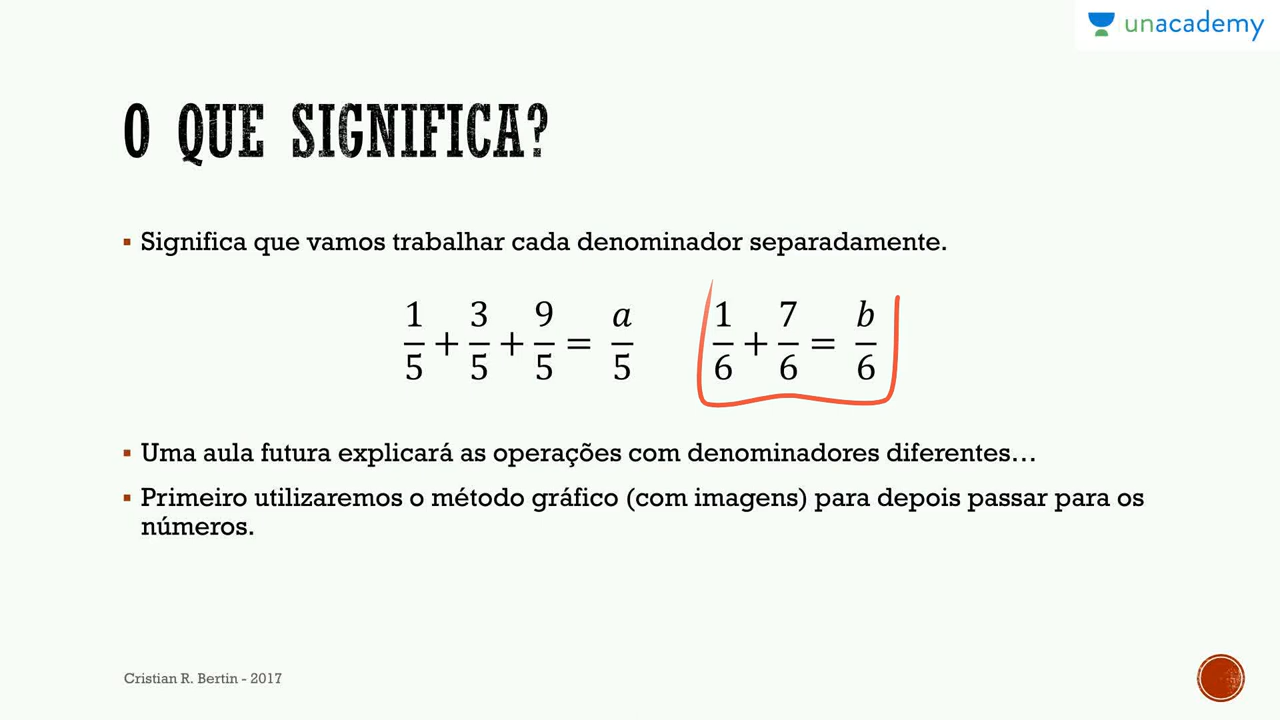 unacademy
O QUE SIGNIFICA?
▪ Significa que vamos trabalhar cada denominador separadamente.
1/5 + 3/5 + 9/5 = a/5 1/6 + 7/6 = b/6
▪ Uma aula futura explicará as operações com denominadores diferentes...
▪ Primeiro utilizaremos o método gráfico (com imagens) para depois passar para os
números.
Cristian R. Bertin - 2017